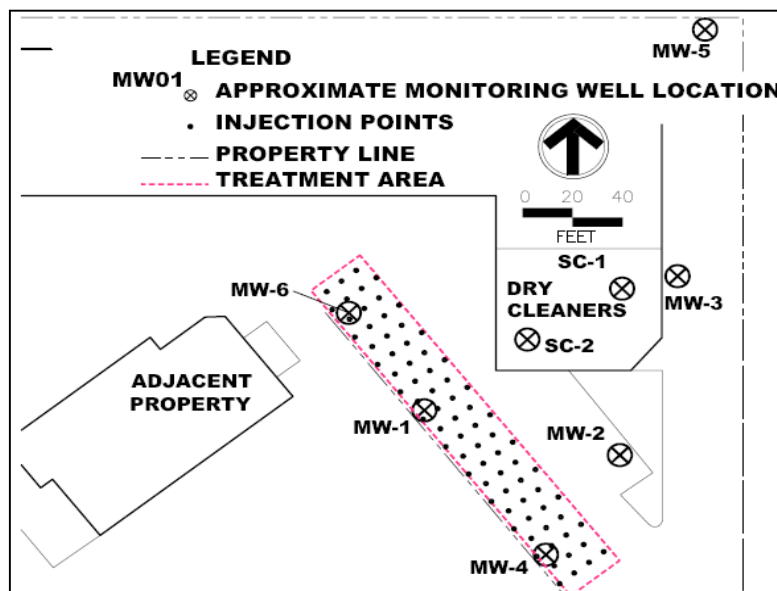 MW-5
LEGEND
MW01
APPROXIMATE MONITORING WELL LOCATION
INJECTION POINTS
PROPERTY LINE
TREATMENT AREA
0 20 40
FEET
SC-1
MW-6
DRY
CLEANERS
MW-3
SC-2
ADJACENT
PROPERTY
MW-1
MW-2
MW-4